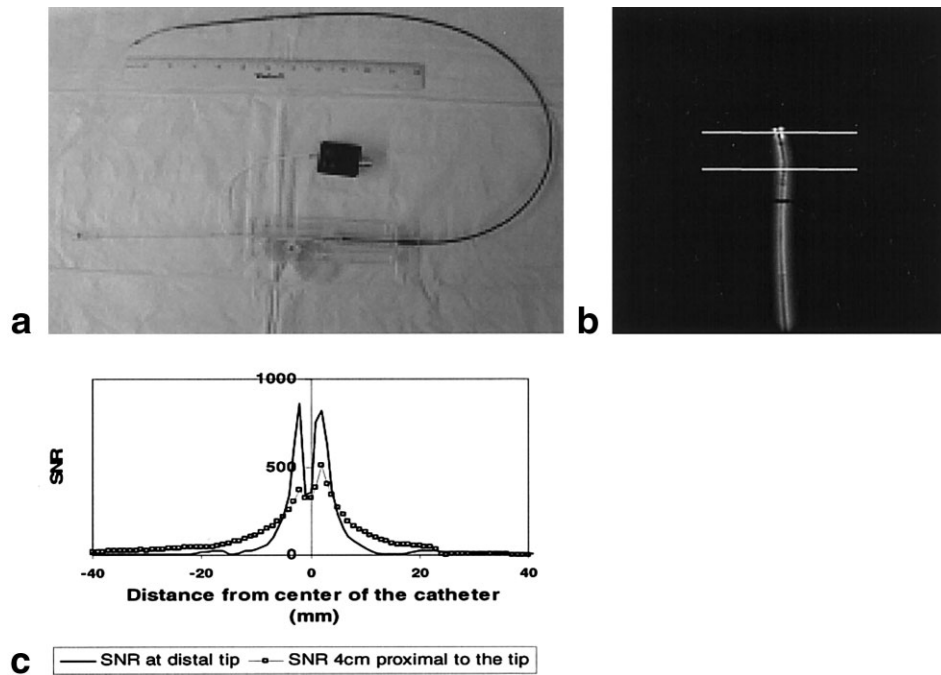 a
b
1000
500
0
SNR
-40
-20
0
20
40
Distance from center of the catheter
(mm)
c
SNR at distal tip
SNR 4cm proximal to the tip